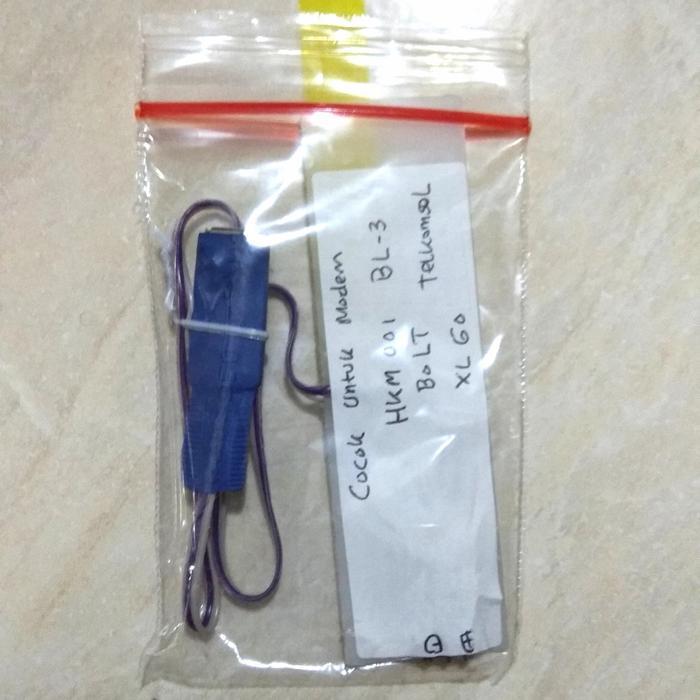 Cocok Untuk Modem
HKM 001 BL-3
BOLT Telkomsel
XL GO